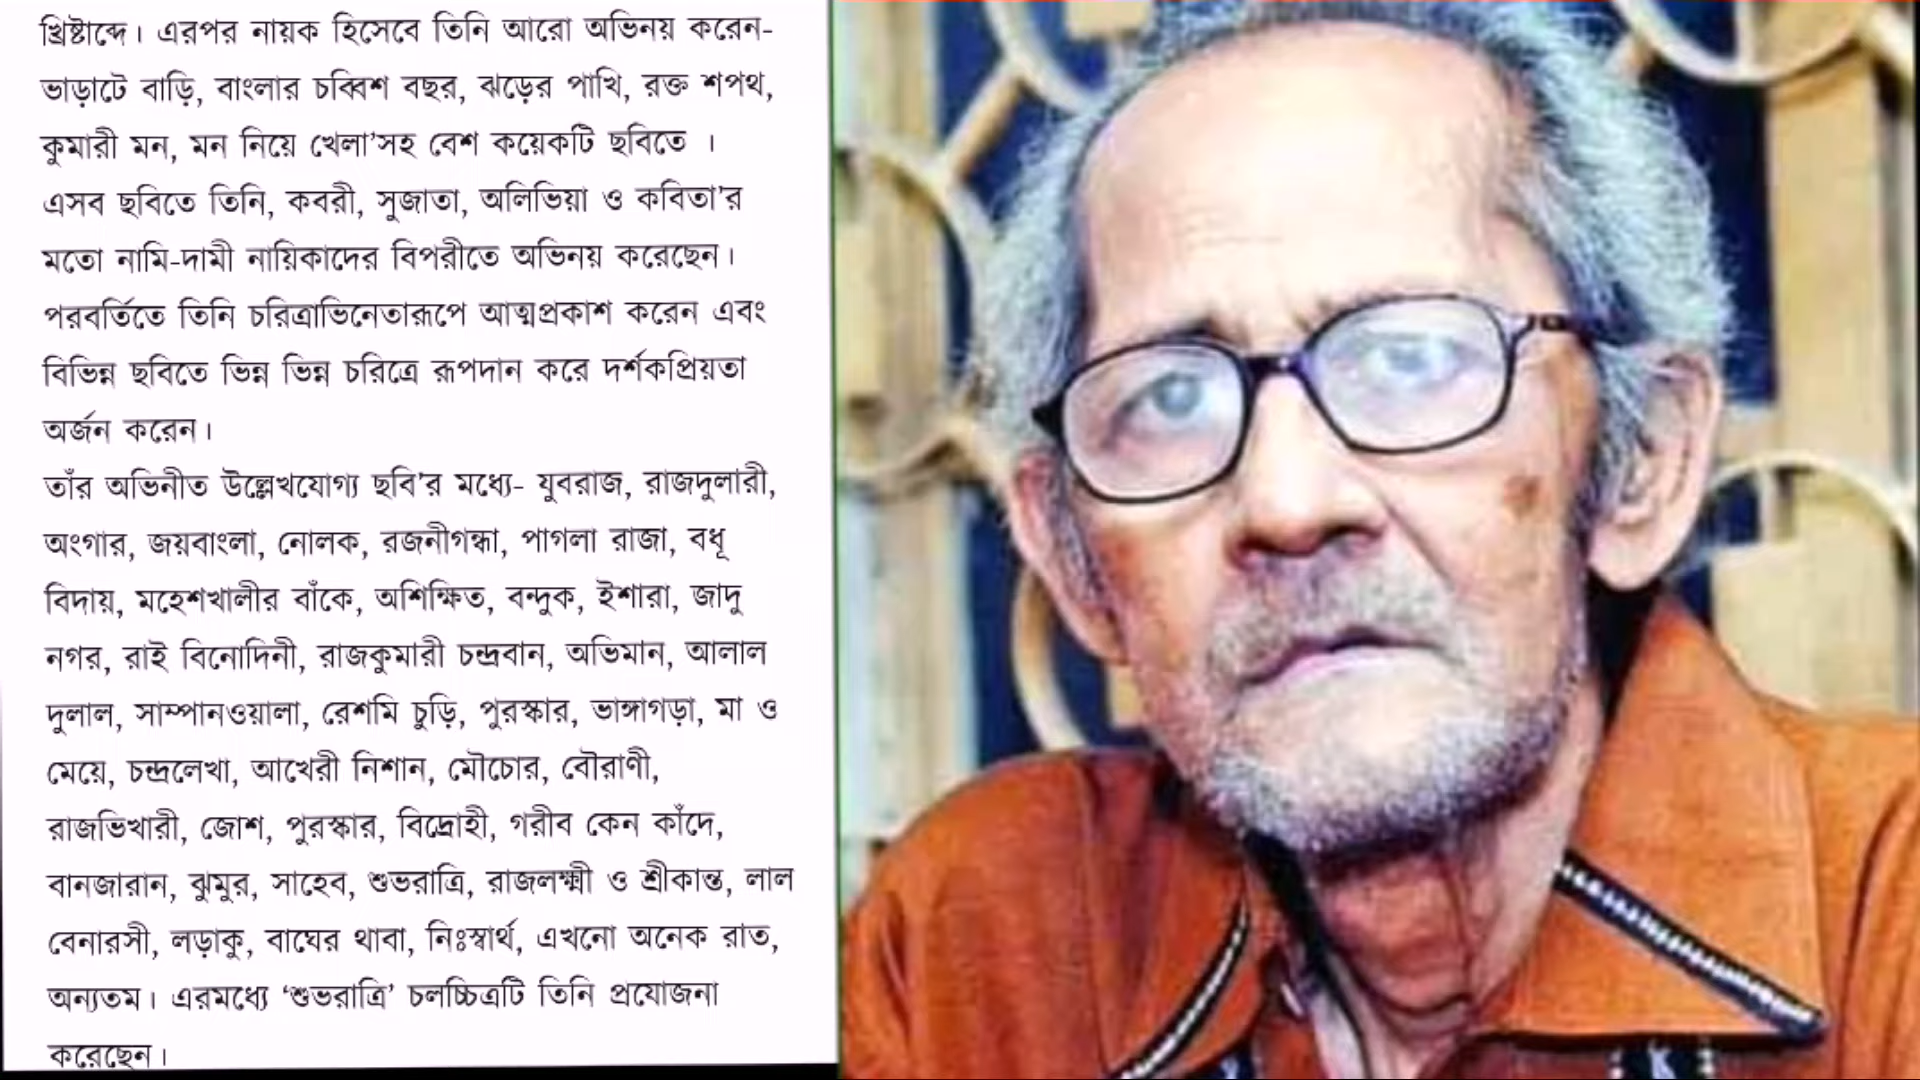 খ্রিষ্টাব্দে। এরপর নায়ক হিসেবে তিনি আরো অভিনয় করেন-
ভাড়াটে বাড়ি, বাংলার চব্বিশ বছর, ঝড়ের পাখি, রক্ত শপথ,
কুমারী মন, মন নিয়ে খেলা'সহ বেশ কয়েকটি ছবিতে ।
এসব ছবিতে তিনি, কবরী, সুজাতা, অলিভিয়া ও কবিতা'র
মতো নামি-দামী নায়িকাদের বিপরীতে অভিনয় করেছেন।
পরবর্তিতে তিনি চরিত্রাভিনেতারূপে আত্মপ্রকাশ করেন এবং
বিভিন্ন ছবিতে ভিন্ন ভিন্ন চরিত্রে রূপদান করে দর্শকপ্রিয়তা
অর্জন করেন।
তাঁর অভিনীত উল্লেখযোগ্য ছবি'র মধ্যে- যুবরাজ, রাজদুলারী,
অংগার, জয়বাংলা, নোলক, রজনীগন্ধা, পাগলা রাজা, বধূ
বিদায়, মহেশখালীর বাঁকে, অশিক্ষিত, বন্দুক, ইশারা, জাদু
নগর, রাই বিনোদিনী, রাজকুমারী চন্দ্রবান, অভিমান, আলাল
দুলাল, সাম্পানওয়ালা, রেশমি চুড়ি, পুরস্কার, ভাঙ্গাগড়া, মা ও
মেয়ে, চন্দ্রলেখা, আখেরী নিশান, মৌচোর, বৌরাণী,
রাজভিখারী, জোশ, পুরস্কার, বিদ্রোহী, গরীব কেন কাঁদে,
বানজারান, ঝুমুর, সাহেব, শুভরাত্রি, রাজলক্ষ্মী ও শ্রীকান্ত, লাল
বেনারসী, লড়াকু, বাঘের থাবা, নিঃস্বার্থ, এখনো অনেক রাত,
অন্যতম। এরমধ্যে ‘শুভরাত্রি’ চলচ্চিত্রটি তিনি প্রযোজনা
করেছেন।